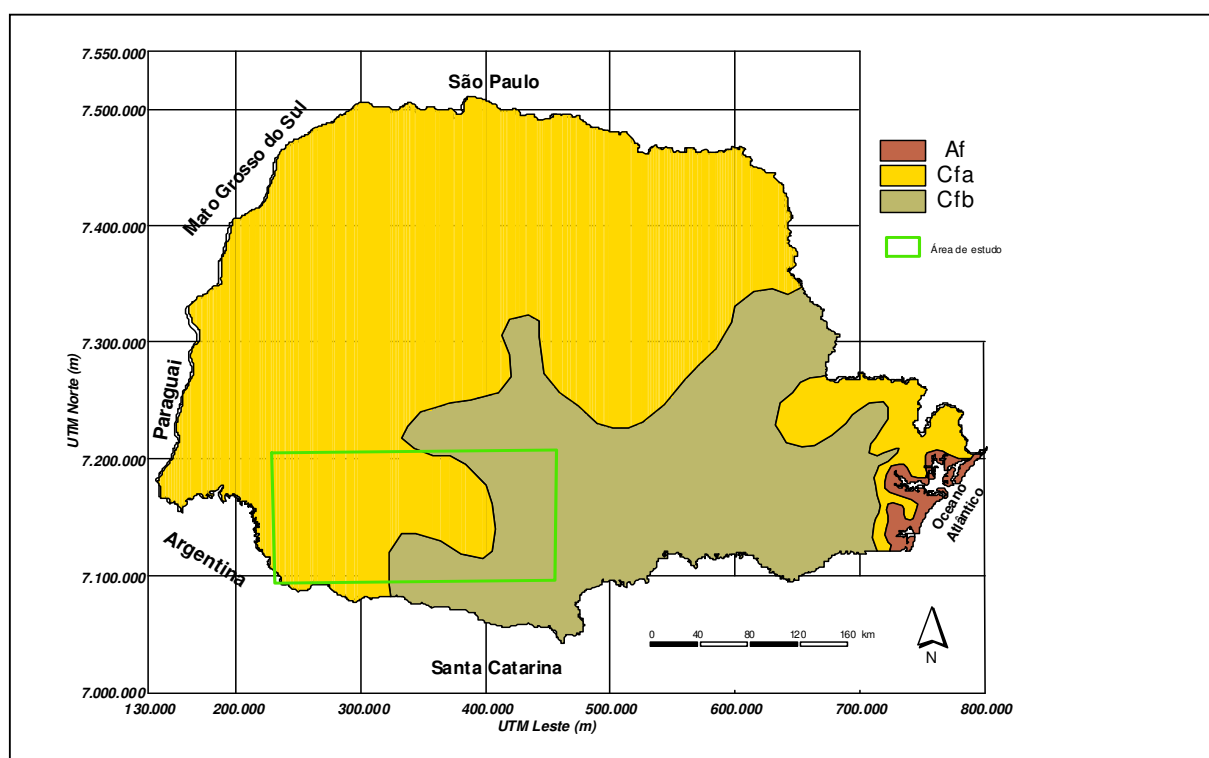 7.550.000
São Paulo
7.500.000
Mato Grosso do Sul
Af
Cfa
Cfb
7.400.000
Área de estudo
UTM Norte (m)
7.300.000
Paraguai
7.200.000
Oceano
Atlântico
Argentina
7.100.000
0 40 80 120 160 km
N
Santa Catarina
7.000.000
130.000 200.000 300.000 400.000 500.000 600.000 700.000 800.000
UTM Leste (m)